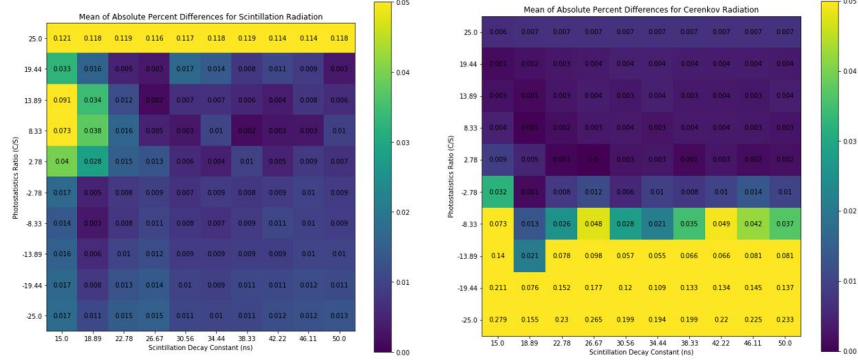 Mean of Absolute Percent Differences for Scintillation Radiation
Photostatistics Ratio (C/S)
25.0 0.121 0.118 0.119 0.116 0.118 0.118 0.119 0.114 0.114 0.118
19.44 0.033 0.016 0.005 0.003 0.017 0.014 0.008 0.011 0.009 0.003
13.89 0.091 0.034 0.012 0.002 0.007 0.007 0.006 0.004 0.008 0.006
8.33 0.073 0.038 0.016 0.005 0.003 0.01 0.002 0.003 0.003 0.01
2.78 0.04 0.028 0.015 0.013 0.006 0.004 0.01 0.005 0.009 0.007
-2.78 0.017 0.005 0.008 0.009 0.007 0.009 0.008 0.009 0.01 0.009
-8.33 0.014 0.003 0.008 0.011 0.008 0.007 0.009 0.011 0.01 0.009
-13.89 0.016 0.006 0.01 0.012 0.009 0.009 0.009 0.009 0.01 0.01
-19.44 0.017 0.008 0.013 0.014 0.01 0.009 0.011 0.011 0.012 0.011
-25.0 0.017 0.011 0.015 0.015 0.011 0.01 0.011 0.012 0.012 0.013
15.0 18.89 22.78 26.67 30.56 34.44 38.33 42.22 46.11 50.0
Scintillation Decay Constant (ns)
0.05
0.04
0.03
0.02
0.01
0.00
Mean of Absolute Percent Differences for Cerenkov Radiation
Photostatistics Ratio (C/S)
25.0 0.006 0.007 0.007 0.007 0.007 0.007 0.007 0.007 0.007 0.007
19.44 0.002 0.003 0.004 0.004 0.004 0.004 0.004 0.004
13.89 0.003 0.003 0.004 0.003 0.004 0.004 0.003
8.33 0.004 0.002 0.003 0.004 0.003 0.004 0.003 0.003 0.003
2.78 0.009 0.005 0.003 0.003 0.003 0.003 0.002 0.002
-2.78 0.032 0.001 0.008 0.012 0.006 0.01 0.008 0.01 0.014 0.01
-8.33 0.073 0.013 0.026 0.048 0.028 0.021 0.035 0.049 0.042 0.037
-13.89 0.14 0.021 0.078 0.098 0.057 0.055 0.066 0.066 0.081 0.081
-19.44 0.211 0.076 0.152 0.177 0.12 0.109 0.133 0.134 0.145 0.137
-25.0 0.279 0.155 0.23 0.265 0.199 0.194 0.199 0.22 0.225 0.233
15.0 18.89 22.78 26.67 30.56 34.44 38.33 42.22 46.11 50.0
Scintillation Decay Constant (ns)
0.05
0.04
0.03
0.02
0.01
0.00